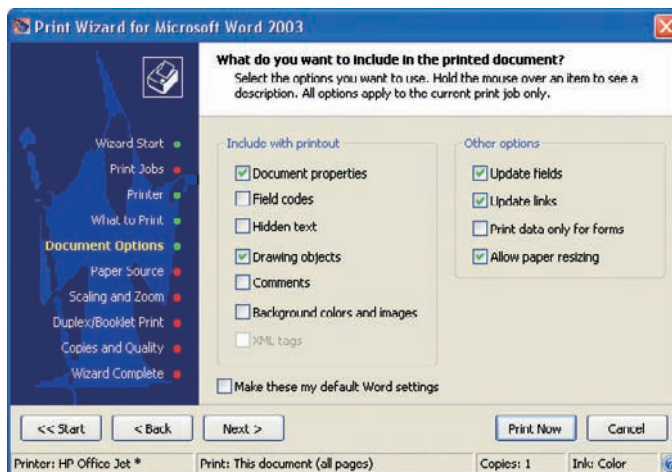 Print Wizard for Microsoft Word 2003
What do you want to include in the printed document?
Select the options you want to use. Hold the mouse over an item to see a
description. All options apply to the current print job only.
Wizard Start
Print Jobs
Printer
What to Print
Document Options
Paper Source
Scaling and Zoom
Duplex/Booklet Print
Copies and Quality
Wizard Complete
Include with printout
Document properties
Field codes
Hidden text
Drawing objects
Comments
Background colors and images
XML tags
Other options
Update fields
Update links
Print data only for forms
Allow paper resizing
Make these my default Word settings
<< Start
< Back
Next >
Print Now
Cancel
Printer: HP Office Jet *
Print: This document (all pages)
Copies: 1
Ink: Color